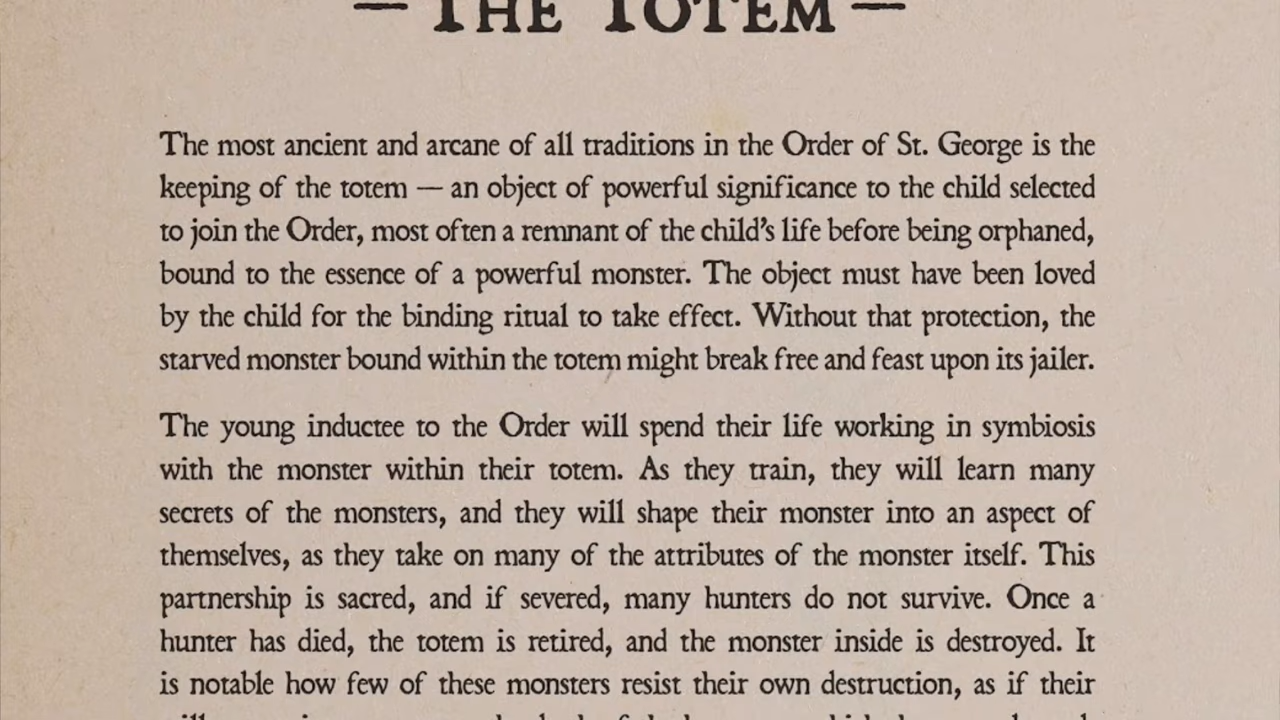 — THE TOTEM —
The most ancient and arcane of all traditions in the Order of St. George is the
keeping of the totem — an object of powerful significance to the child selected
to join the Order, most often a remnant of the child's life before being orphaned,
bound to the essence of a powerful monster. The object must have been loved
by the child for the binding ritual to take effect. Without that protection, the
starved monster bound within the totem might break free and feast upon its jailer.
The young inductee to the Order will spend their life working in symbiosis
with the monster within their totem. As they train, they will learn many
secrets of the monsters, and they will shape their monster into an aspect of
themselves, as they take on many of the attributes of the monster itself. This
partnership is sacred, and if severed, many hunters do not survive. Once a
hunter has died, the totem is retired, and the monster inside is destroyed. It
is notable how few of these monsters resist their own destruction, as if their